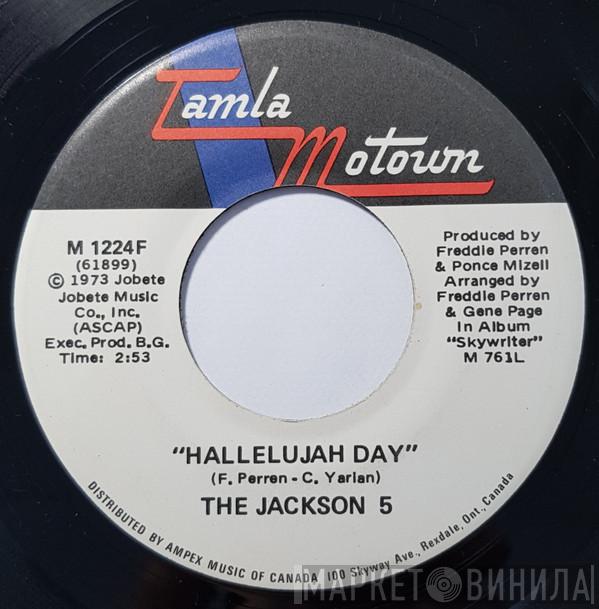 Tamla
Motown
M 1224F
(61899)
© 1973 Jobete
Jobete Music
Co., Inc.
(ASCAP)
Exec. Prod. B.G.
Time: 2:53
Produced by
Freddie Perren
& Ponce Mizell
Arranged by
Freddie Perren
& Gene Page
In Album
"Skywriter"
M 761L
"HALLELUJAH DAY"
(F. Perren - C. Yarian)
THE JACKSON 5
DISTRIBUTED BY AMPEX MUSIC OF CANADA 100 Skyway Ave., Rexdale, Ont., Canada
МАРКЕТ ВИНИЛА